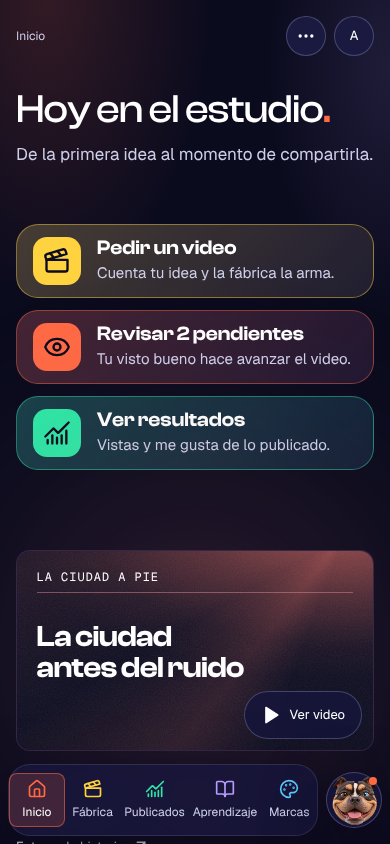 Inicio
A
Hoy en el estudio.
De la primera idea al momento de compartirla.
Pedir un video
Cuenta tu idea y la fábrica la arma.
Revisar 2 pendientes
Tu visto bueno hace avanzar el video.
Ver resultados
Vistas y me gusta de lo publicado.
LA CIUDAD A PIE
La ciudad
antes del ruido
Ver video
Inicio
Fábrica
Publicados
Aprendizaje
Marcas